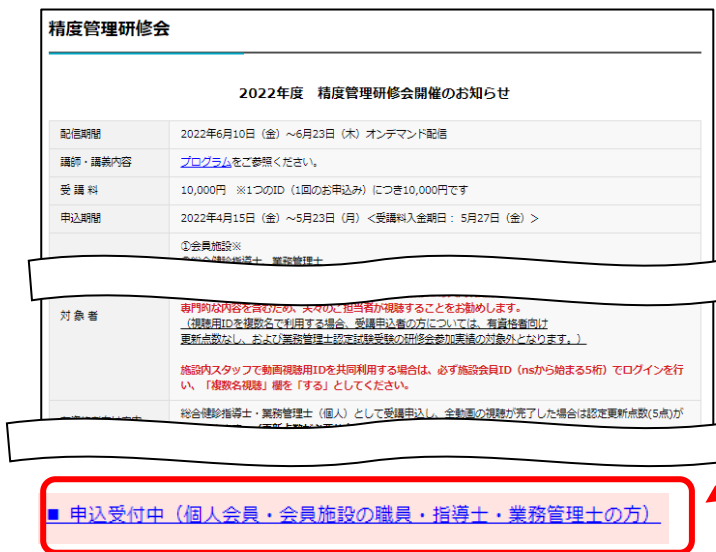 精度管理研修会
2022年度　精度管理研修会開催のお知らせ
配信期間
2022年6月10日（金）～6月23日（木）オンデマンド配信
講師・講義内容
プログラムをご参照ください。
受 講 料
10,000円　※1つのID（1回のお申込み）につき10,000円です
申込期間
2022年4月15日（金）～5月23日（月）＜受講料入金期日： 5月27日（金）＞
①会員施設※
対 象 者
専門的な内容を含むため、夫々のご担当者が視聴することをお勧めします。
（視聴用IDを複数名で利用する場合、受講申込者の方については、有資格者向け
更新点数なし、および業務管理士認定試験受験の研修会参加実績の対象外となります。）
施設内スタッフで動画視聴用IDを共同利用する場合は、必ず施設会員ID（nsから始まる5桁）でログインを行
い、「複数名視聴」欄を「する」としてください。
総合健診指導士・業務管理士（個人）として受講申込し、全動画の視聴が完了した場合は認定更新点数(5点)が
■ 申込受付中（個人会員・会員施設の職員・指導士・業務管理士の方）